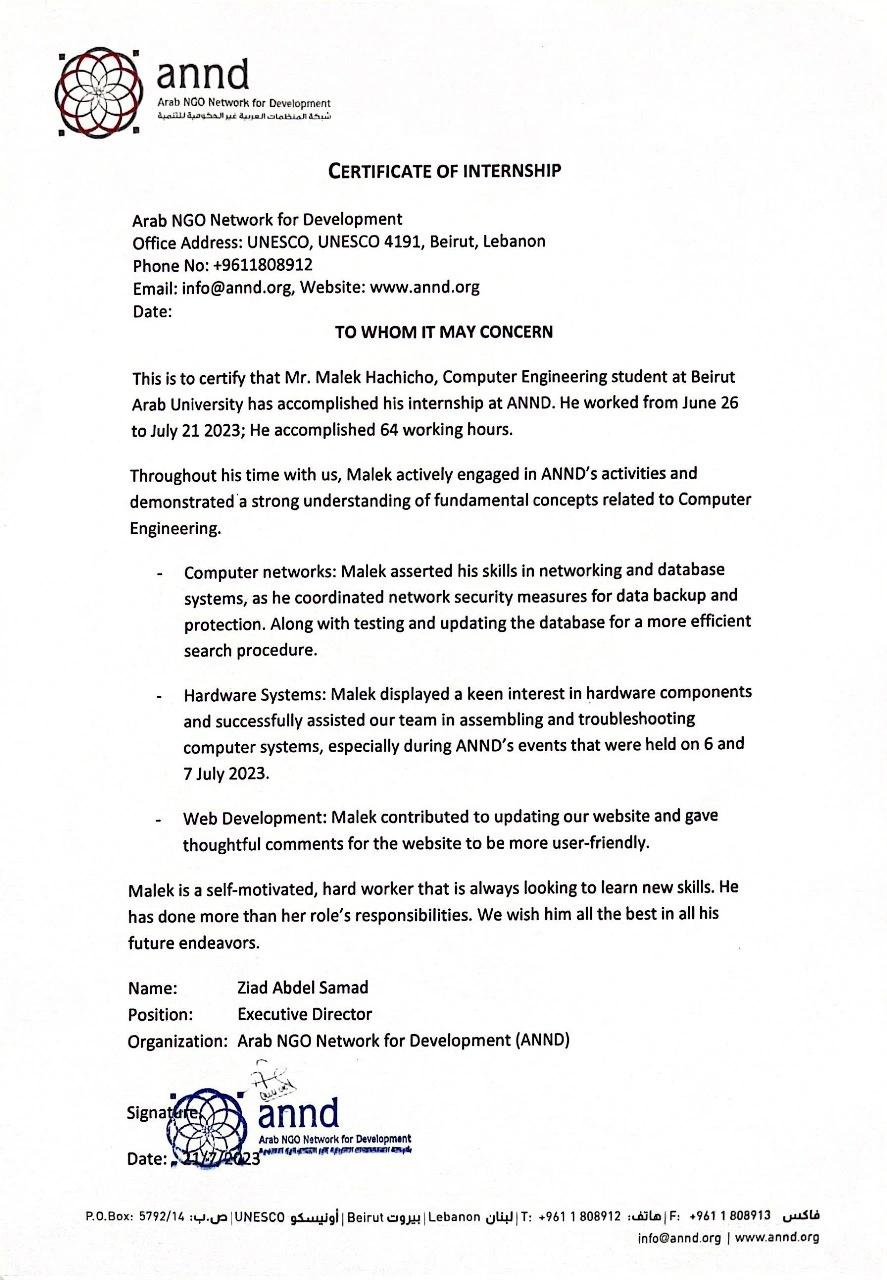 annd
Arab NGO Network for Development
شبكة المنظمات العربية غير الحكومية للتنمية
CERTIFICATE OF INTERNSHIP
Arab NGO Network for Development
Office Address: UNESCO, UNESCO 4191, Beirut, Lebanon
Phone No: +9611808912
Email: info@annd.org, Website: www.annd.org
Date:
TO WHOM IT MAY CONCERN
This is to certify that Mr. Malek Hachicho, Computer Engineering student at Beirut
Arab University has accomplished his internship at ANND. He worked from June 26
to July 21 2023; He accomplished 64 working hours.
Throughout his time with us, Malek actively engaged in ANND's activities and
demonstrated a strong understanding of fundamental concepts related to Computer
Engineering.
- Computer networks: Malek asserted his skills in networking and database
systems, as he coordinated network security measures for data backup and
protection. Along with testing and updating the database for a more efficient
search procedure.
- Hardware Systems: Malek displayed a keen interest in hardware components
and successfully assisted our team in assembling and troubleshooting
computer systems, especially during ANND's events that were held on 6 and
7 July 2023.
- Web Development: Malek contributed to updating our website and gave
thoughtful comments for the website to be more user-friendly.
Malek is a self-motivated, hard worker that is always looking to learn new skills. He
has done more than her role's responsibilities. We wish him all the best in all his
future endeavors.
Name: Ziad Abdel Samad
Position: Executive Director
Organization: Arab NGO Network for Development (ANND)
Signature:
annd
Arab NGO Network for Development
Date: 21/7/2023
P.O.Box: 5792/14 :ص.ب | UNESCO أونيسكو | Beirut بيروت | Lebanon لبنان | T: +961 1 808912 :هاتف | F: +961 1 808913 فاكس
info@annd.org | www.annd.org